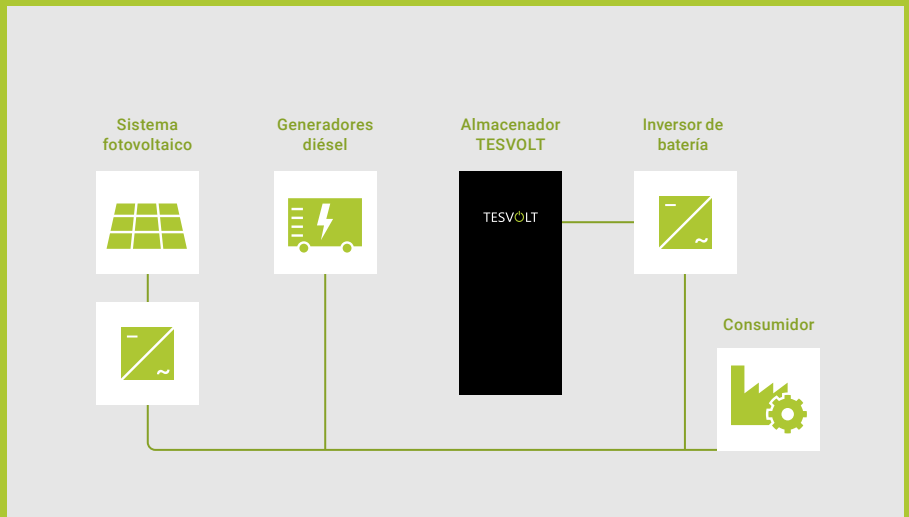 Sistema
fotovoltaico
Generadores
diésel
Almacenador
TESVOLT
Inversor de
batería
TESVOLT
Consumidor